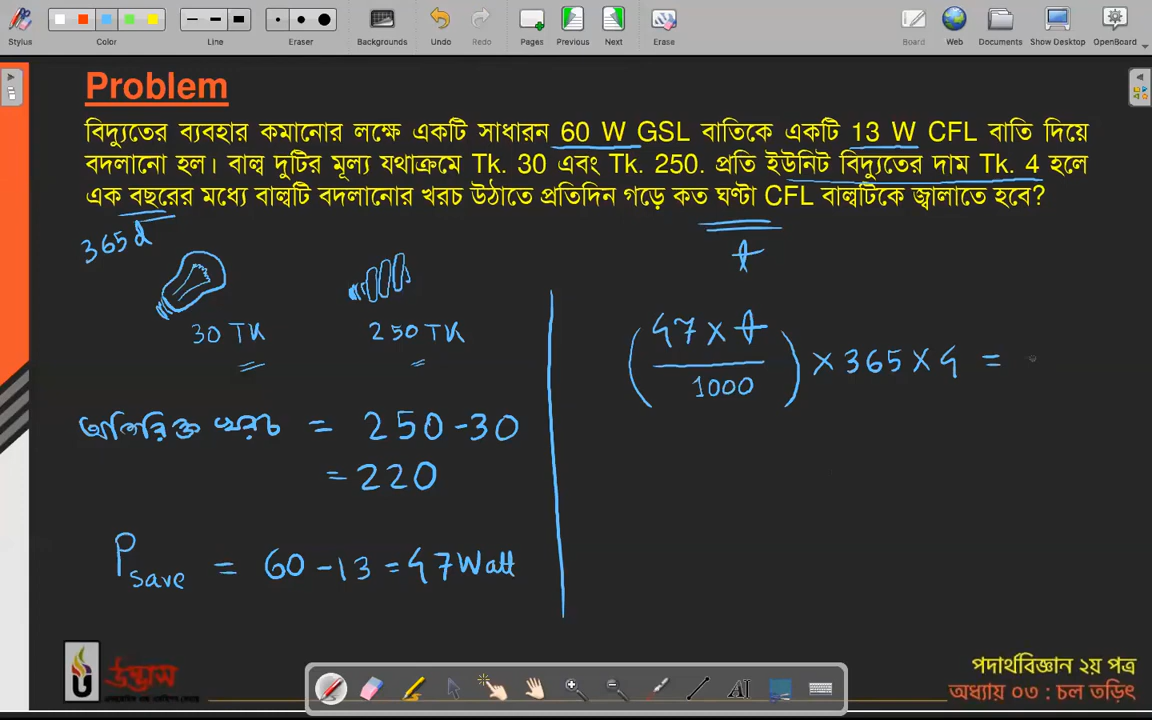 Stylus Color Line Eraser Backgrounds Undo Redo Pages Previous Next Erase Board Web Documents Show Desktop OpenBoard
Problem
বিদ্যুতের ব্যবহার কমানোর লক্ষে একটি সাধারন 60 W GSL বাতিকে একটি 13 W CFL বাতি দিয়ে
বদলানো হল। বাল্ব দুটির মূল্য যথাক্রমে Tk. 30 এবং Tk. 250. প্রতি ইউনিট বিদ্যুতের দাম Tk. 4 হলে
এক বছরের মধ্যে বাল্বটি বদলানোর খরচ উঠাতে প্রতিদিন গড়ে কত ঘণ্টা CFL বাল্বটিকে জ্বালাতে হবে?
365d
t
30 TK 250 TK
অতিরিক্ত খরচ = 250-30
= 220
P save = 60-13 = 47 Watt
(47 × t / 1000) × 365 × 4 =
উদ্ভাস
পদার্থবিজ্ঞান ২য় পত্র
অধ্যায় ০৩ : চল তড়িৎ